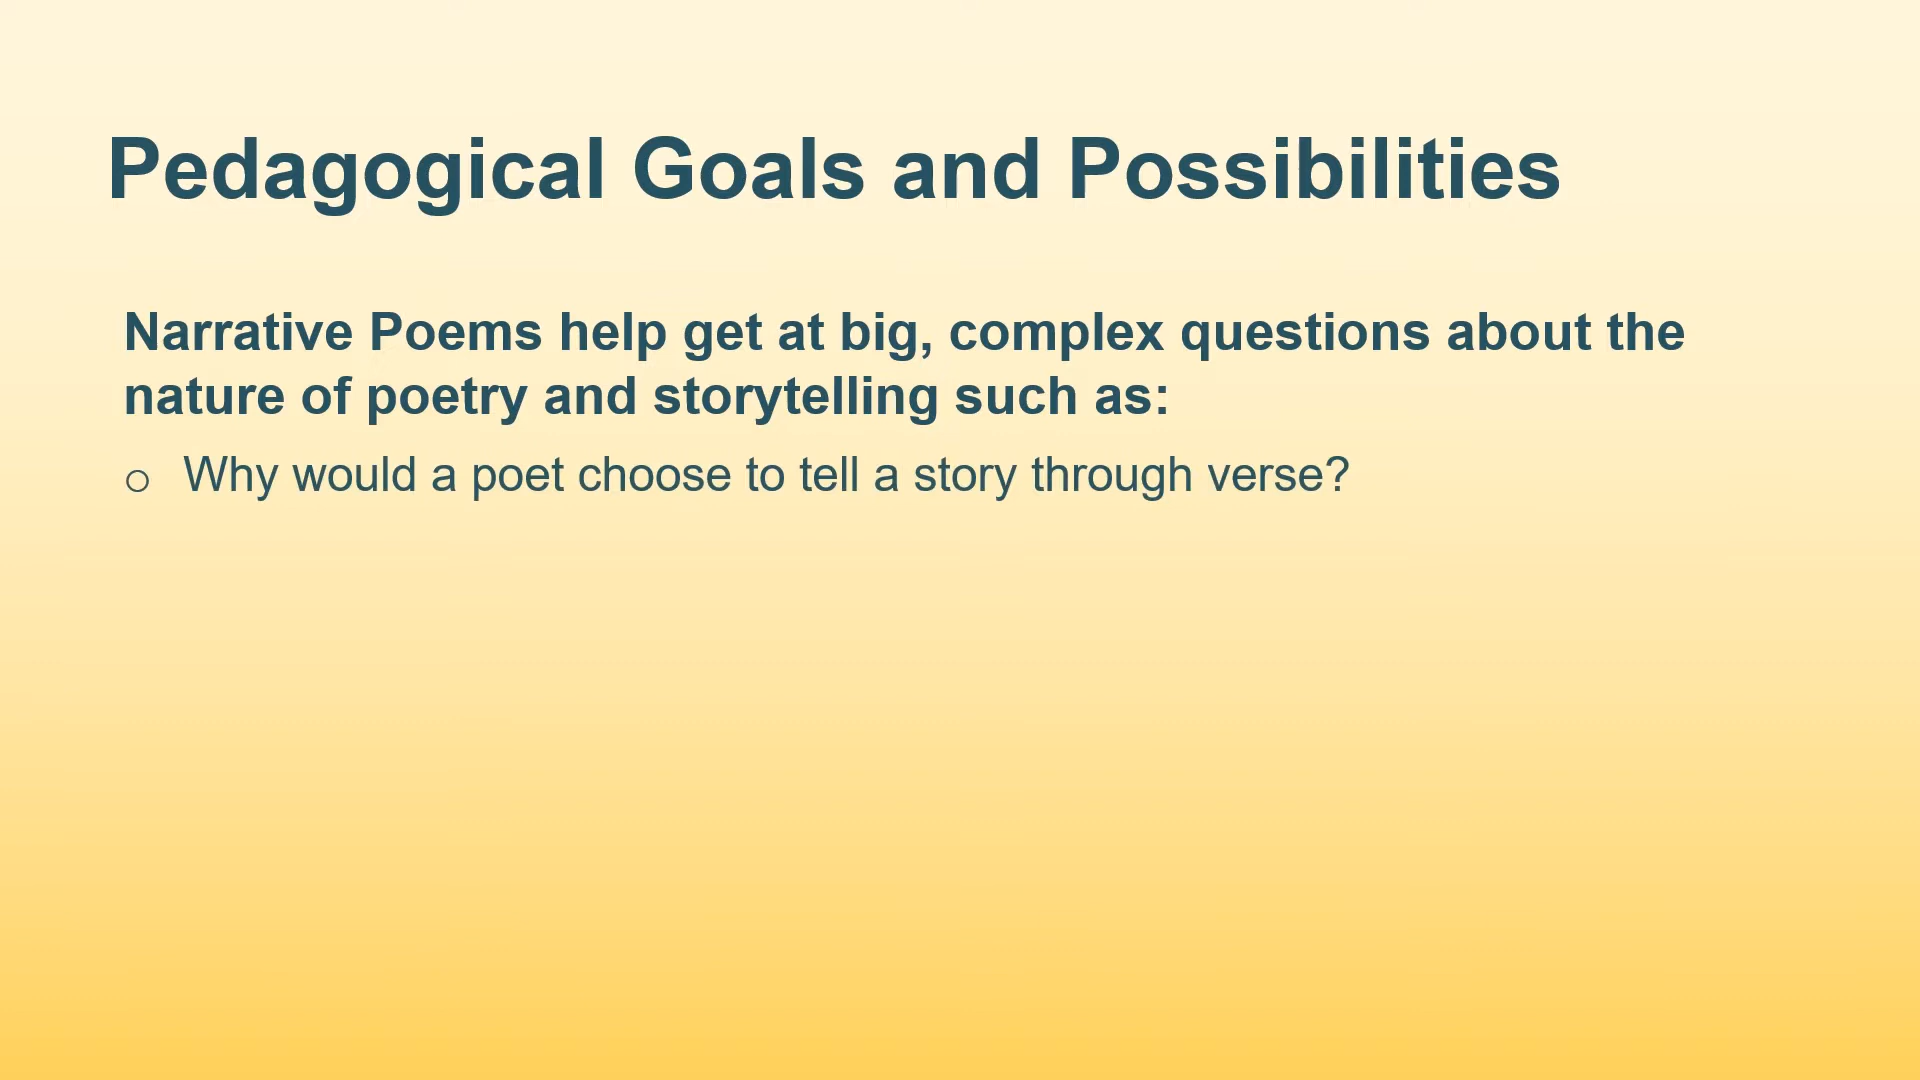 Pedagogical Goals and Possibilities
Narrative Poems help get at big, complex questions about the
nature of poetry and storytelling such as:
○ Why would a poet choose to tell a story through verse?